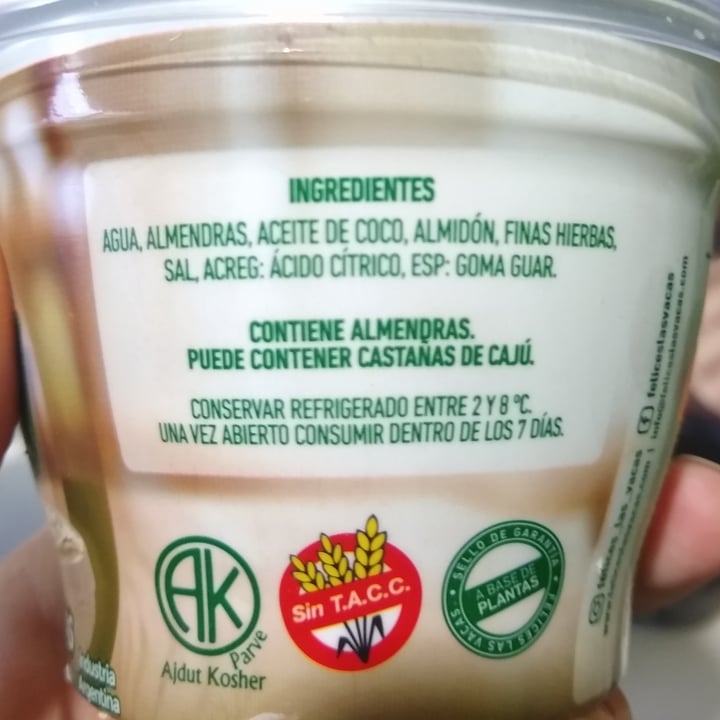 INGREDIENTES
AGUA, ALMENDRAS, ACEITE DE COCO, ALMIDÓN, FINAS HIERBAS,
SAL, ACREG: ÁCIDO CÍTRICO, ESP: GOMA GUAR.
CONTIENE ALMENDRAS.
PUEDE CONTENER CASTAÑAS DE CAJÚ.
CONSERVAR REFRIGERADO ENTRE 2 Y 8 °C.
UNA VEZ ABIERTO CONSUMIR DENTRO DE LOS 7 DÍAS.
AK
Parve
Ajdut Kosher
Sin T.A.C.C.
SELLO DE GARANTÍA
A BASE DE
PLANTAS
FELICES LAS VACAS
Industria
Argentina
felices_las_vacas
feliceslasvacas